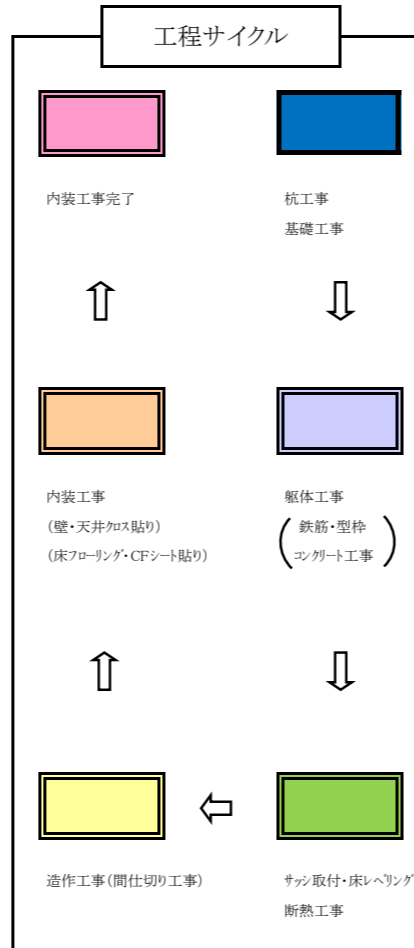 工程サイクル
内装工事完了
杭工事
基礎工事
内装工事
(壁・天井クロス貼り)
(床フローリング・CFシート貼り)
躯体工事
(鉄筋・型枠
コンクリート工事)
造作工事(間仕切り工事)
サッシ取付・床レベリング
断熱工事